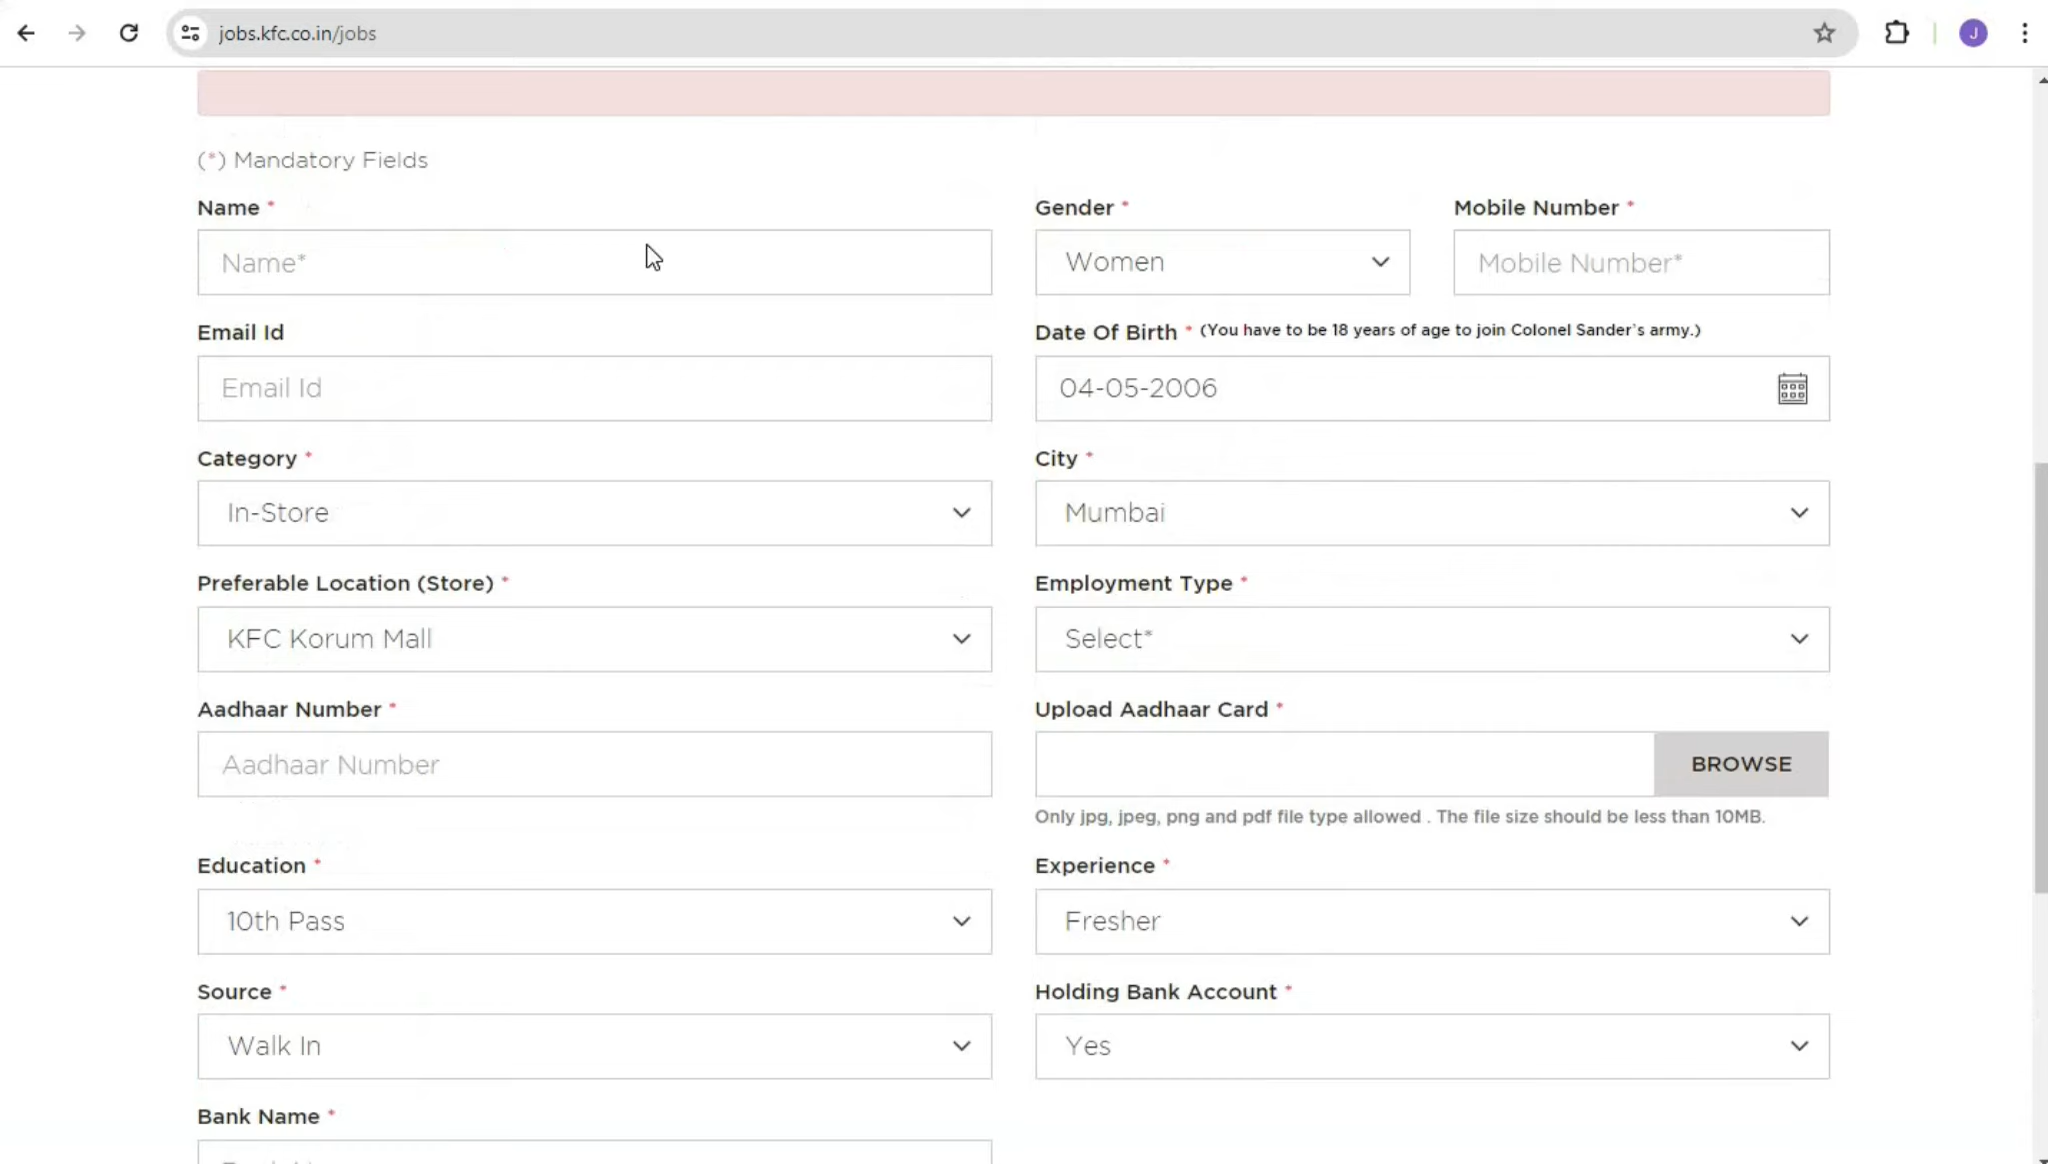 jobs.kfc.co.in/jobs
J
(*) Mandatory Fields
Name *
Gender *
Mobile Number *
Name*
Women
Mobile Number*
Email Id
Date Of Birth * (You have to be 18 years of age to join Colonel Sander's army.)
Email Id
04-05-2006
Category *
City *
In-Store
Mumbai
Preferable Location (Store) *
Employment Type *
KFC Korum Mall
Select*
Aadhaar Number *
Upload Aadhaar Card *
Aadhaar Number
BROWSE
Only jpg, jpeg, png and pdf file type allowed . The file size should be less than 10MB.
Education *
Experience *
10th Pass
Fresher
Source *
Holding Bank Account *
Walk In
Yes
Bank Name *